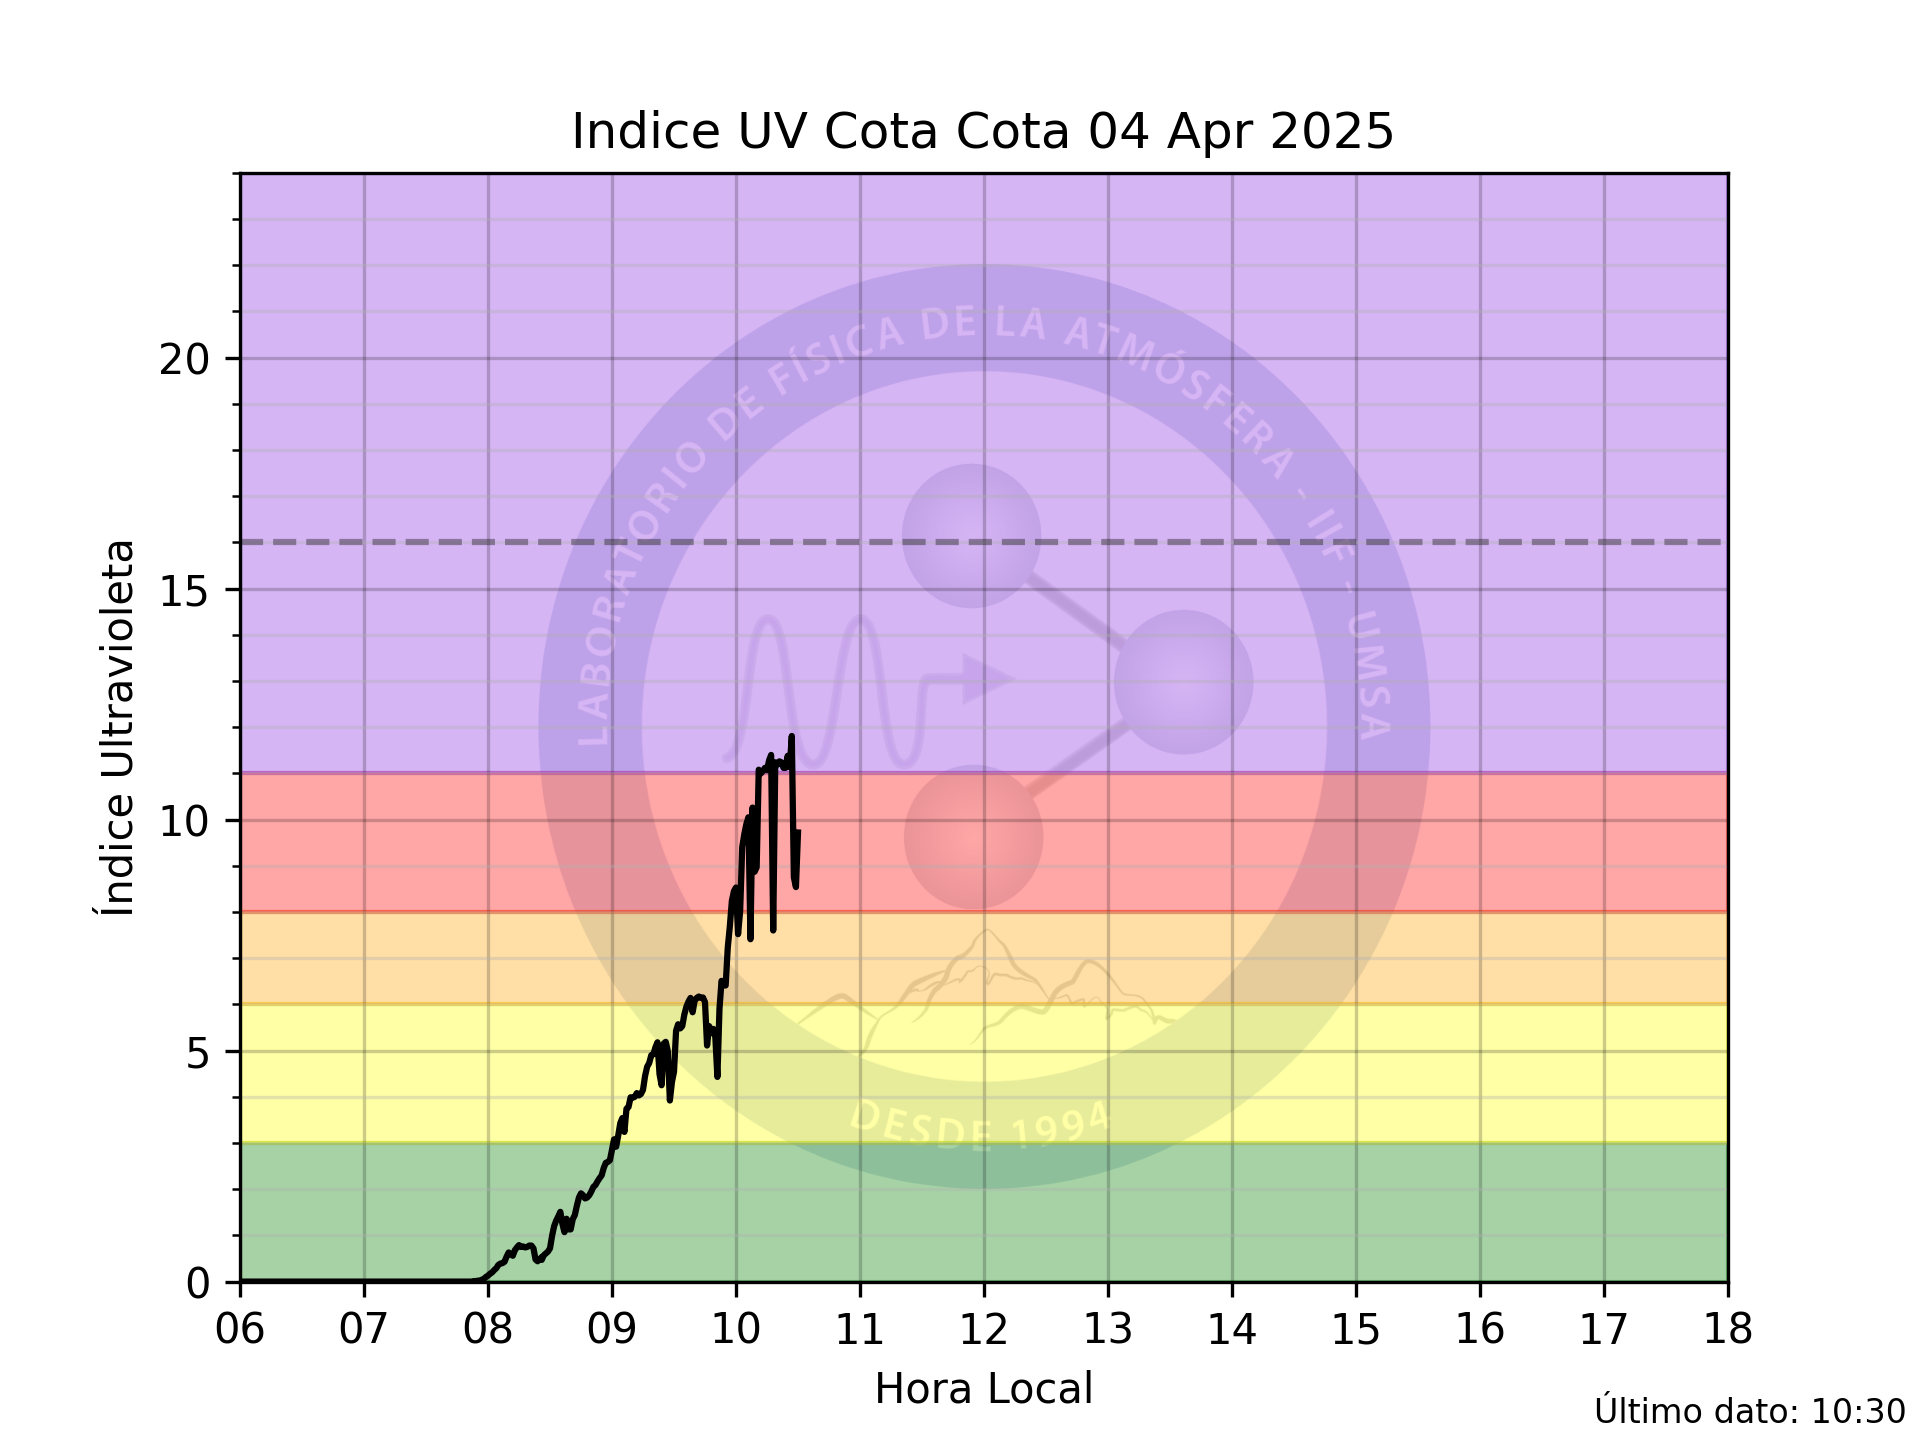 Indice UV Cota Cota 04 Apr 2025
LABORATORIO DE FÍSICA DE LA ATMÓSFERA - IIF - UMSA
20
15
10
5
0
Índice Ultravioleta
DESDE 1994
06 07 08 09 10 11 12 13 14 15 16 17 18
Hora Local
Último dato: 10:30